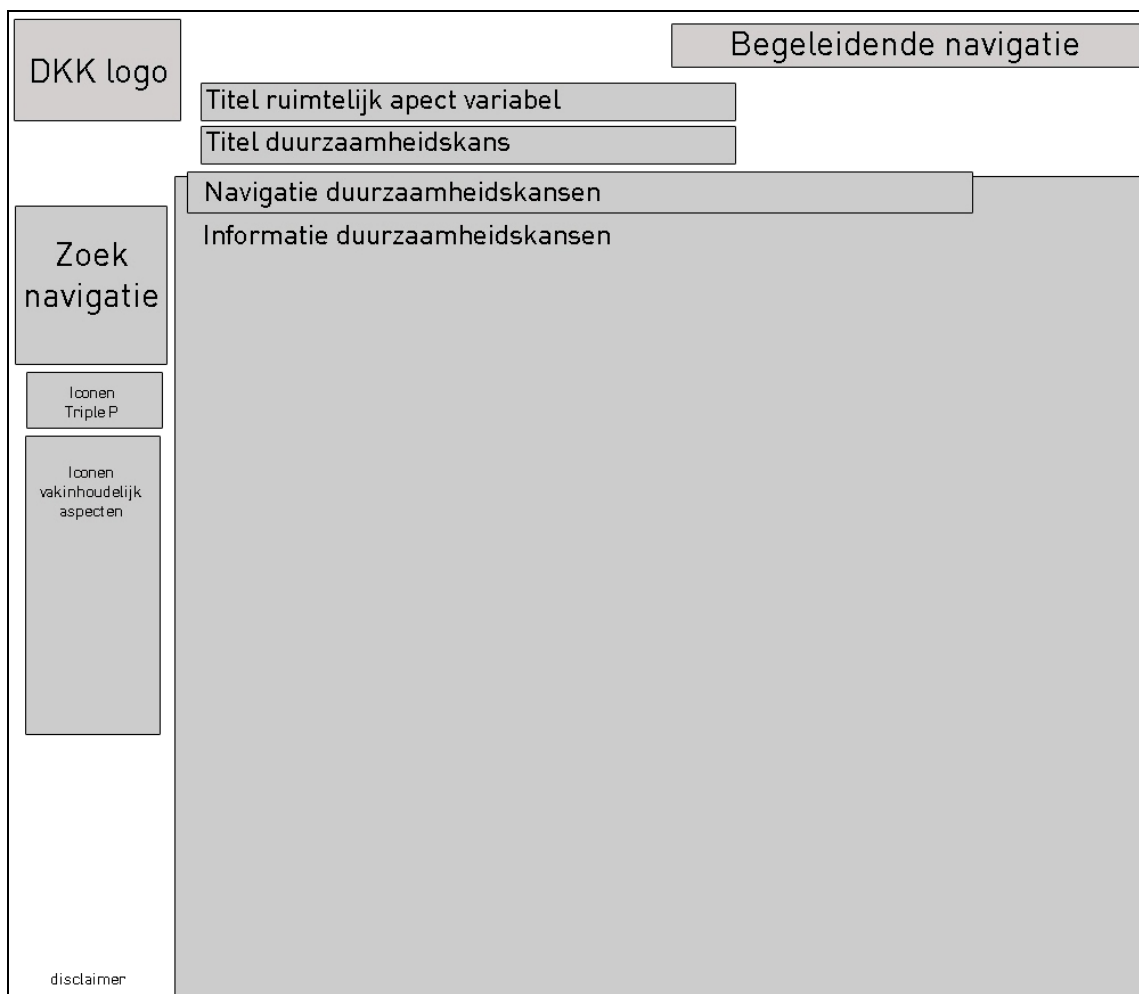 DKK logo
Begeleidende navigatie
Titel ruimtelijk apect variabel
Titel duurzaamheidskans
Navigatie duurzaamheidskansen
Informatie duurzaamheidskansen
Zoek
navigatie
Iconen
Triple P
Iconen
vakinhoudelijk
aspecten
disclaimer